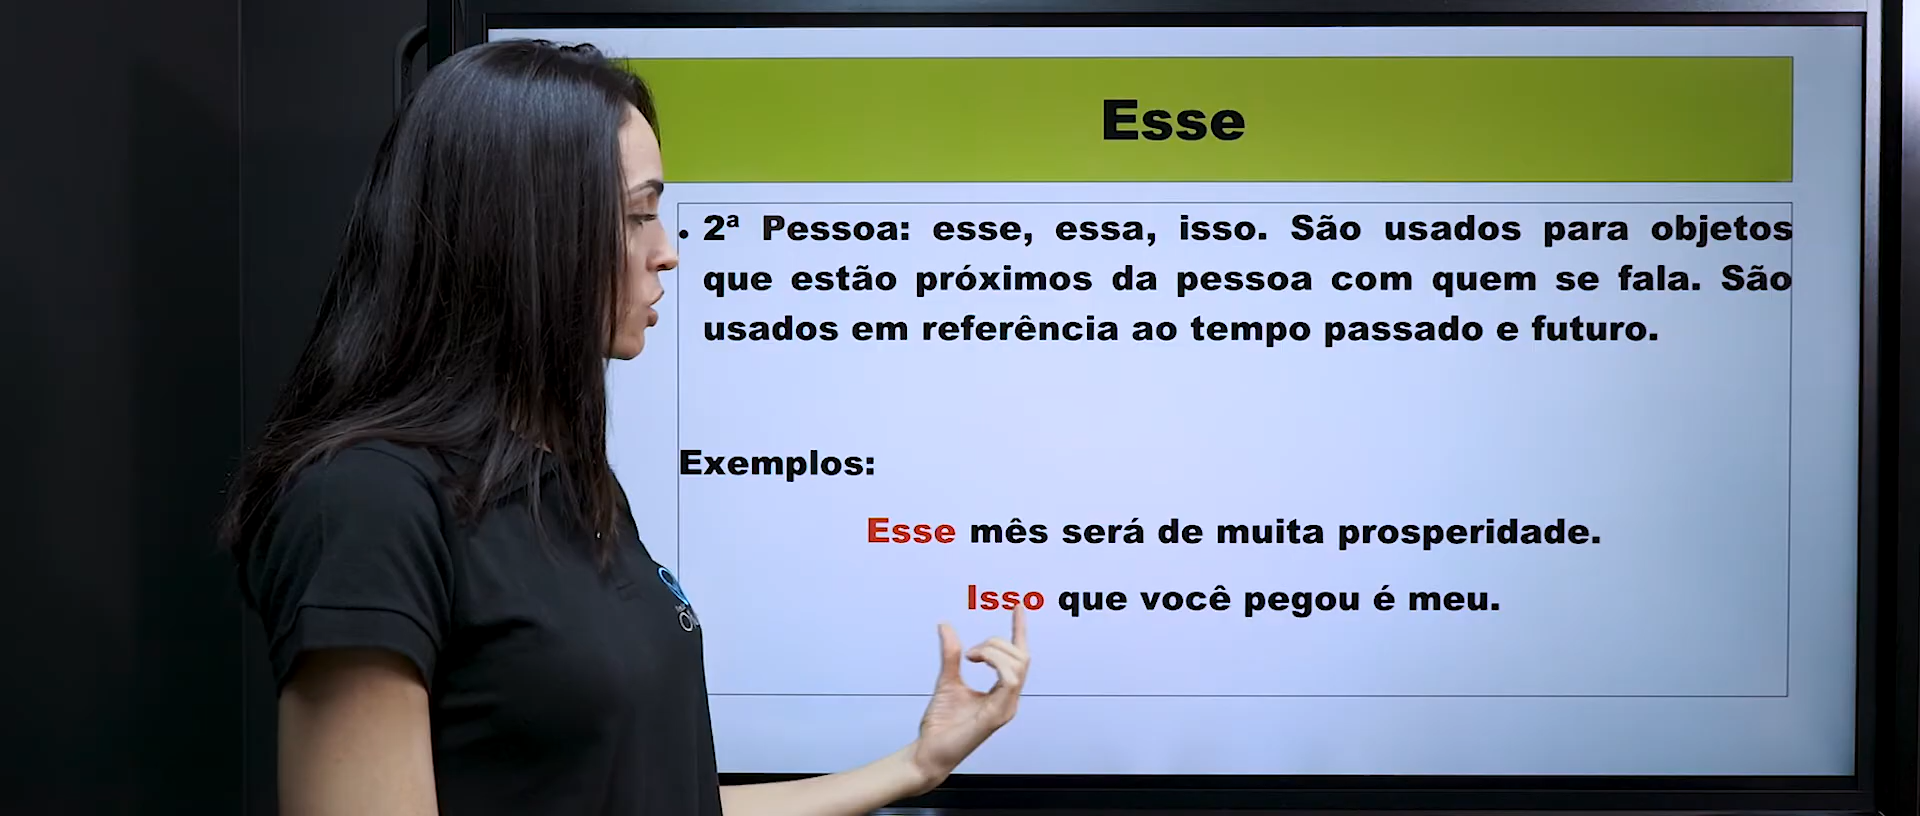 Esse
• 2ª Pessoa: esse, essa, isso. São usados para objetos
que estão próximos da pessoa com quem se fala. São
usados em referência ao tempo passado e futuro.
Exemplos:
Esse mês será de muita prosperidade.
Isso que você pegou é meu.